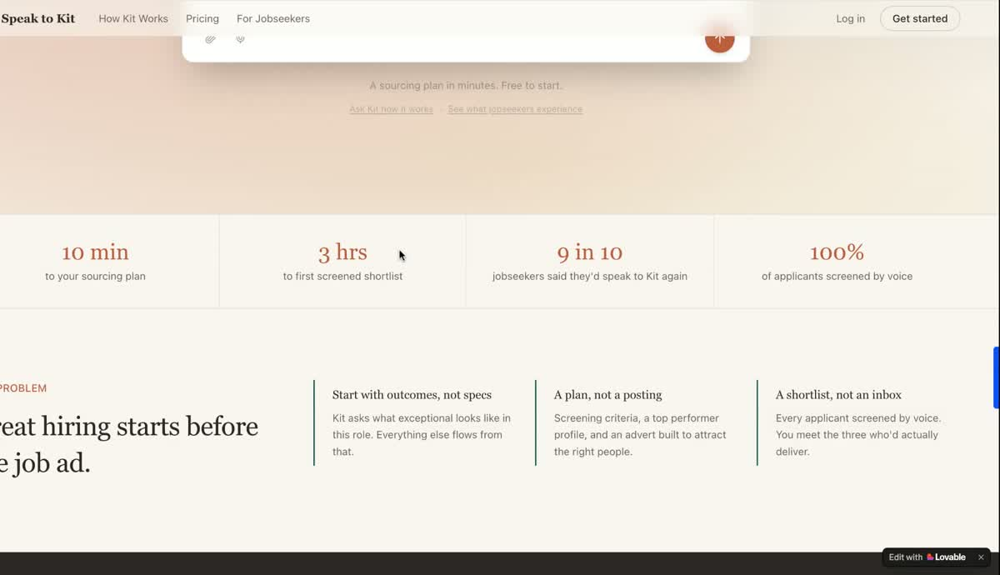 Speak to Kit How Kit Works Pricing For Jobseekers Log in Get started
A sourcing plan in minutes. Free to start.
Ask Kit how it works · See what jobseekers experience
10 min
to your sourcing plan
3 hrs
to first screened shortlist
9 in 10
jobseekers said they'd speak to Kit again
100%
of applicants screened by voice
PROBLEM
reat hiring starts before
e job ad.
Start with outcomes, not specs
Kit asks what exceptional looks like in
this role. Everything else flows from
that.
A plan, not a posting
Screening criteria, a top performer
profile, and an advert built to attract
the right people.
A shortlist, not an inbox
Every applicant screened by voice.
You meet the three who'd actually
deliver.
Edit with Lovable ×